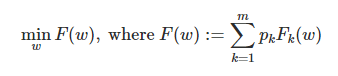 min_w F(w), where F(w) := ∑_{k=1}^{m} p_k F_k(w)